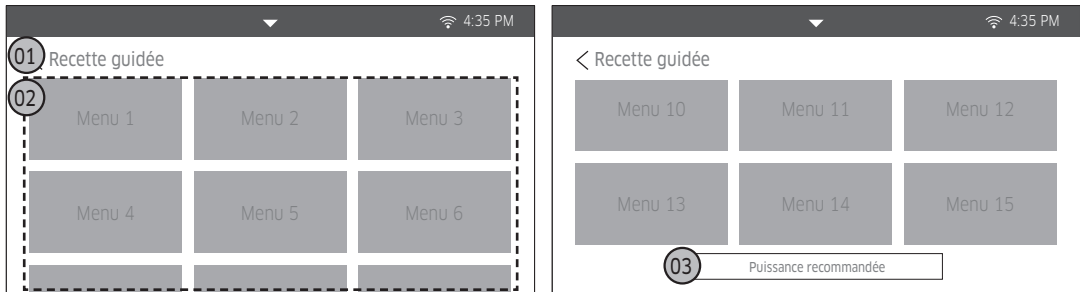 4:35 PM
01 Recette guidée
02
Menu 1 Menu 2 Menu 3
Menu 4 Menu 5 Menu 6
4:35 PM
Recette guidée
Menu 10 Menu 11 Menu 12
Menu 13 Menu 14 Menu 15
03 Puissance recommandée